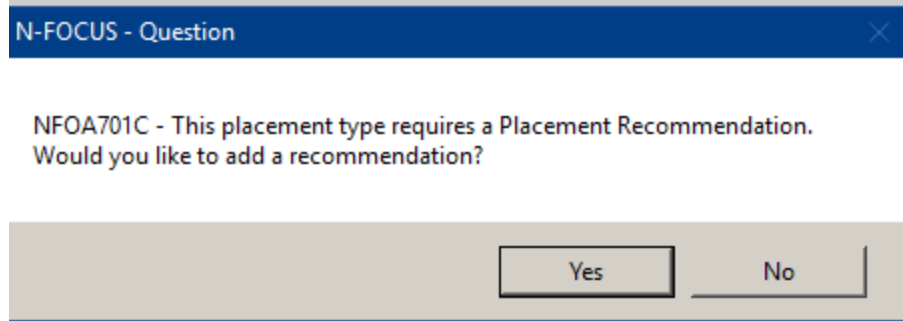 N-FOCUS - Question
NFOA701C - This placement type requires a Placement Recommendation.
Would you like to add a recommendation?
Yes No